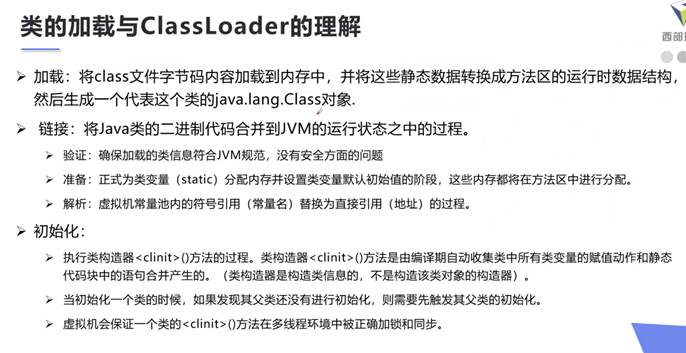 类的加载与ClassLoader的理解
西部
加载：将class文件字节码内容加载到内存中，并将这些静态数据转换成方法区的运行时数据结构，
然后生成一个代表这个类的java.lang.Class对象.
链接：将Java类的二进制代码合并到JVM的运行状态之中的过程。
验证：确保加载的类信息符合JVM规范，没有安全方面的问题
准备：正式为类变量（static）分配内存并设置类变量默认初始值的阶段，这些内存都将在方法区中进行分配。
解析：虚拟机常量池内的符号引用（常量名）替换为直接引用（地址）的过程。
初始化：
执行类构造器<clinit>()方法的过程。类构造器<clinit>()方法是由编译期自动收集类中所有类变量的赋值动作和静态
代码块中的语句合并产生的。（类构造器是构造类信息的，不是构造该类对象的构造器）。
当初始化一个类的时候，如果发现其父类还没有进行初始化，则需要先触发其父类的初始化。
虚拟机会保证一个类的<clinit>()方法在多线程环境中被正确加锁和同步。